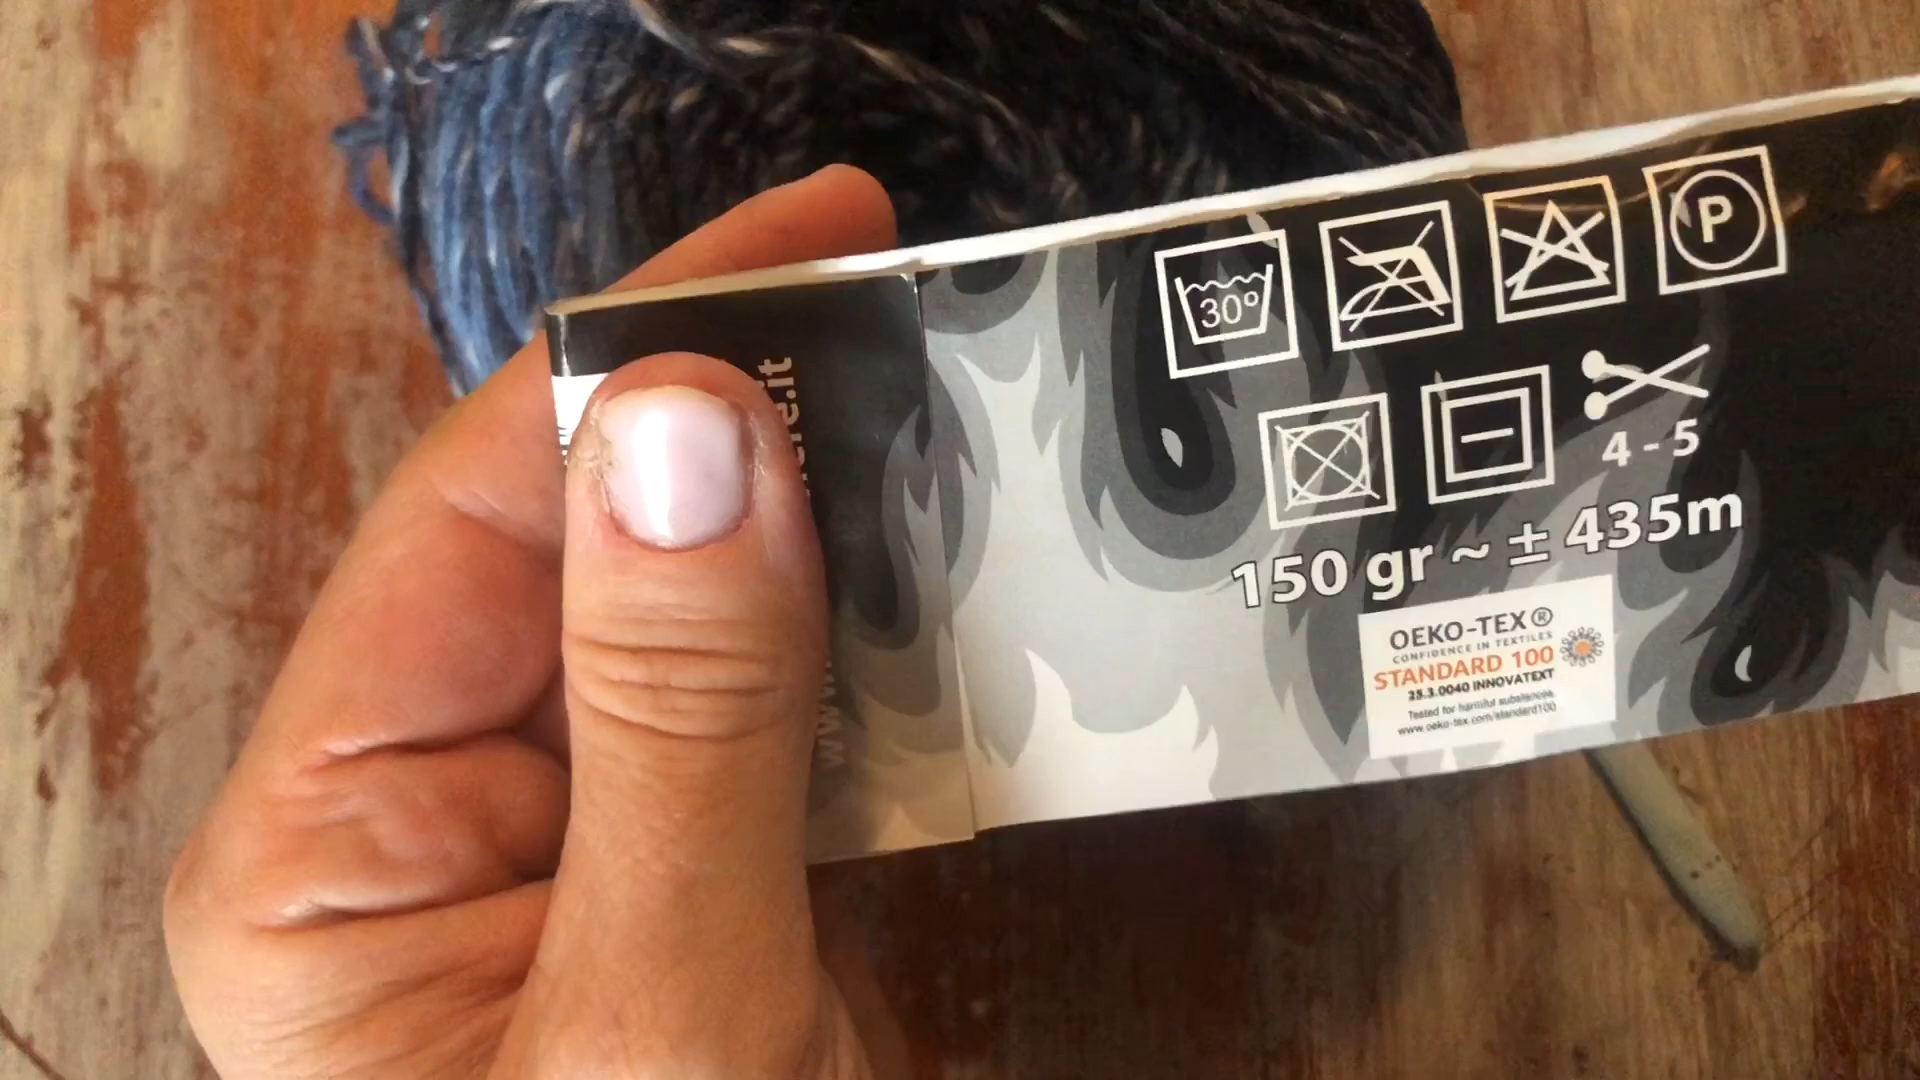 30°
P
4 - 5
150 gr ~ ± 435m
OEKO-TEX®
CONFIDENCE IN TEXTILES
STANDARD 100
25.3.0040 INNOVATEXT
Tested for harmful substances
www.oeko-tex.com/standard100